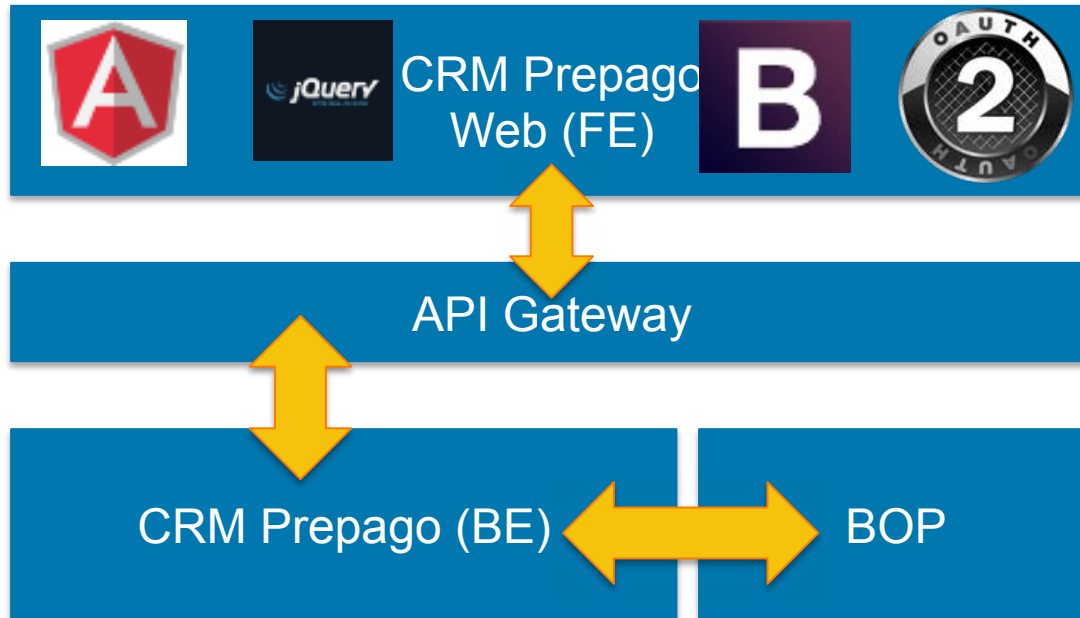 A
jQuery
CRM Prepago
Web (FE)
B
OAUTH
2
OAUTH
API Gateway
CRM Prepago (BE)
BOP